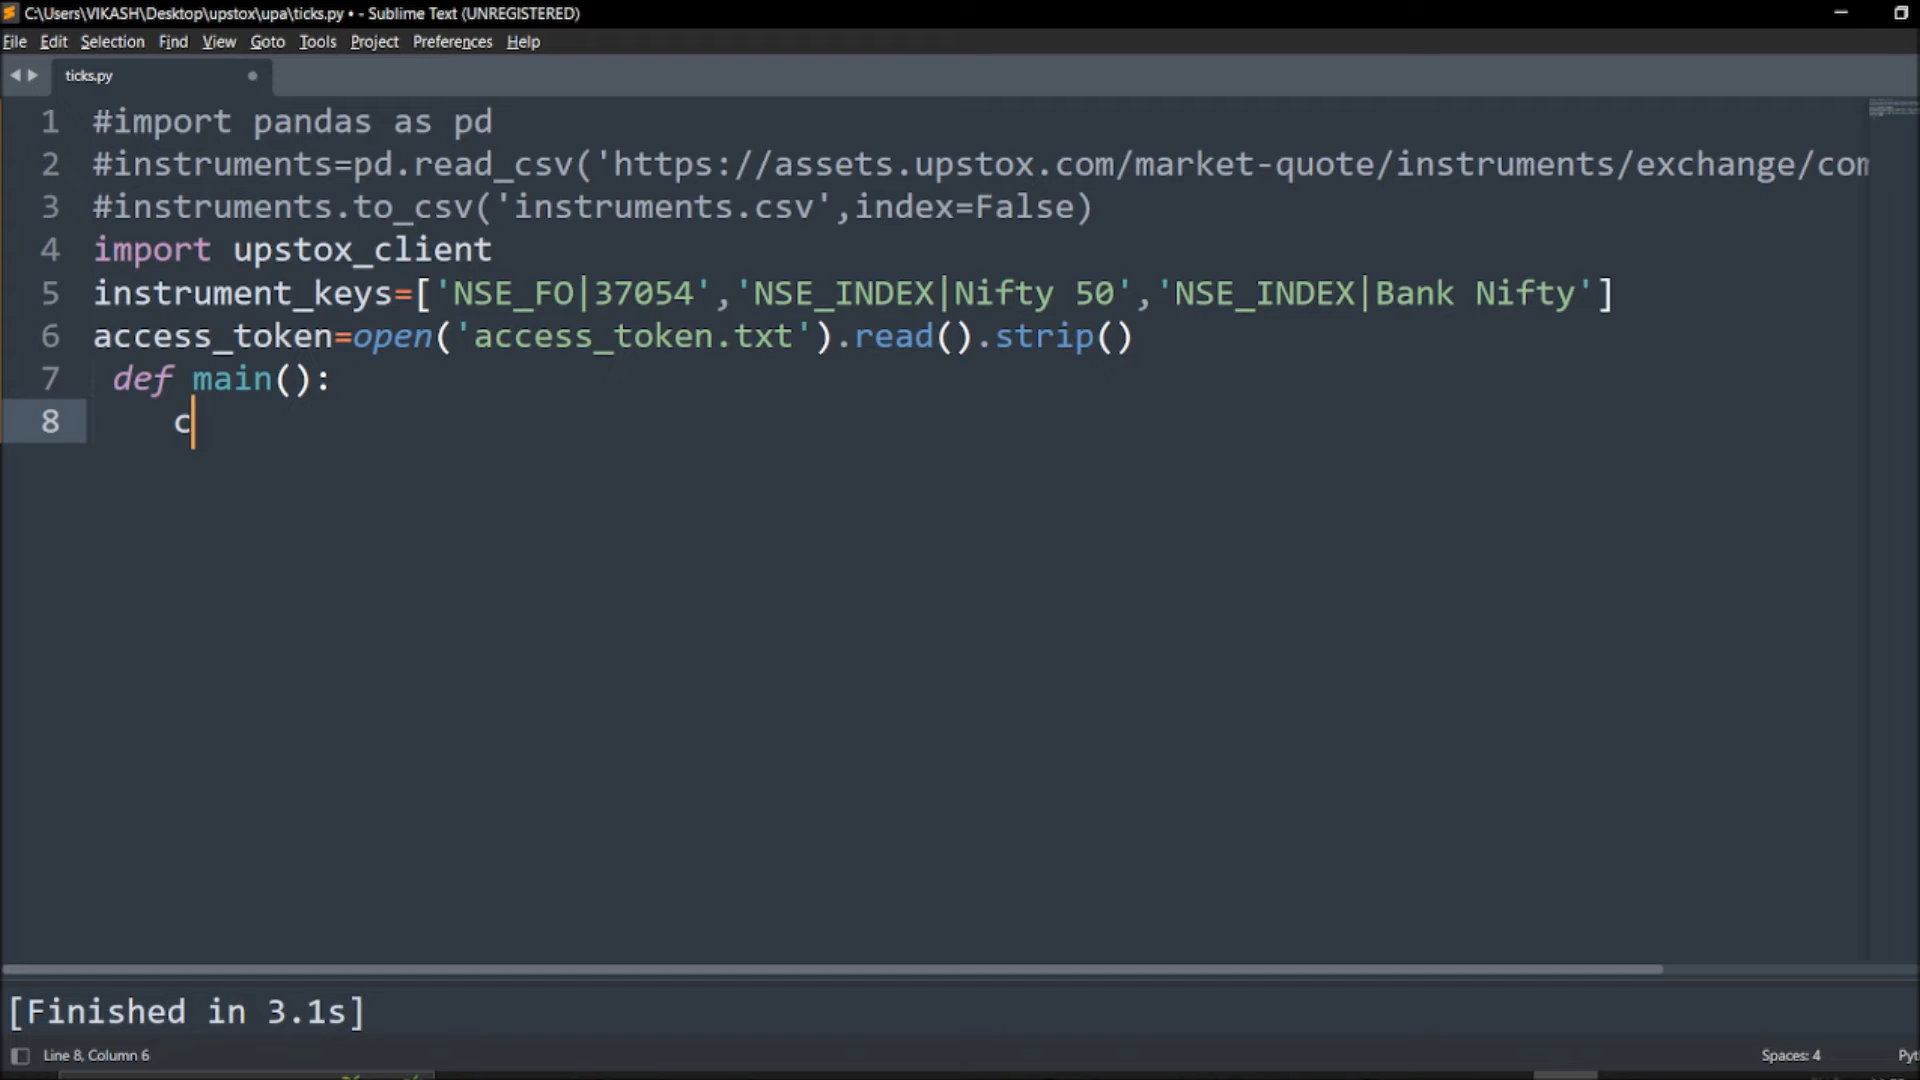 C:\Users\VIKASH\Desktop\upstox\upa\ticks.py • - Sublime Text (UNREGISTERED)
File Edit Selection Find View Goto Tools Project Preferences Help
ticks.py
1 #import pandas as pd
2 #instruments=pd.read_csv('https://assets.upstox.com/market-quote/instruments/exchange/com
3 #instruments.to_csv('instruments.csv',index=False)
4 import upstox_client
5 instrument_keys=['NSE_FO|37054','NSE_INDEX|Nifty 50','NSE_INDEX|Bank Nifty']
6 access_token=open('access_token.txt').read().strip()
7 def main():
8 c
[Finished in 3.1s]
Line 8, Column 6
Spaces: 4
Pyt